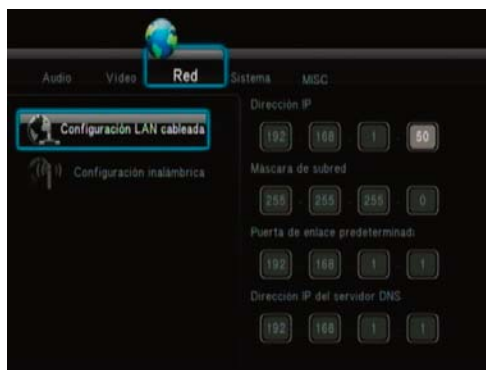 Audio Vídeo Red Sistema MISC
Configuración LAN cableada
Configuración inalámbrica
Dirección IP
192 168 1 50
Máscara de subred
255 255 255 0
Puerta de enlace predeterminad
192 168 1 1
Dirección IP del servidor DNS
192 168 1 1